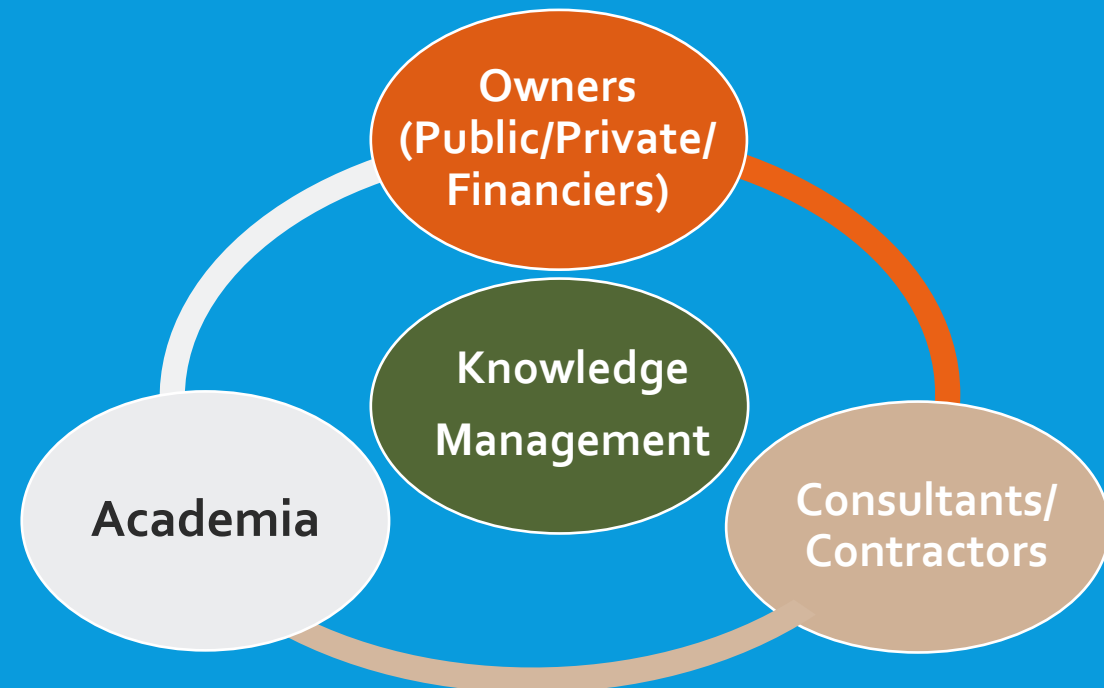 Owners
(Public/Private/
Financiers)
Knowledge
Management
Academia
Consultants/
Contractors